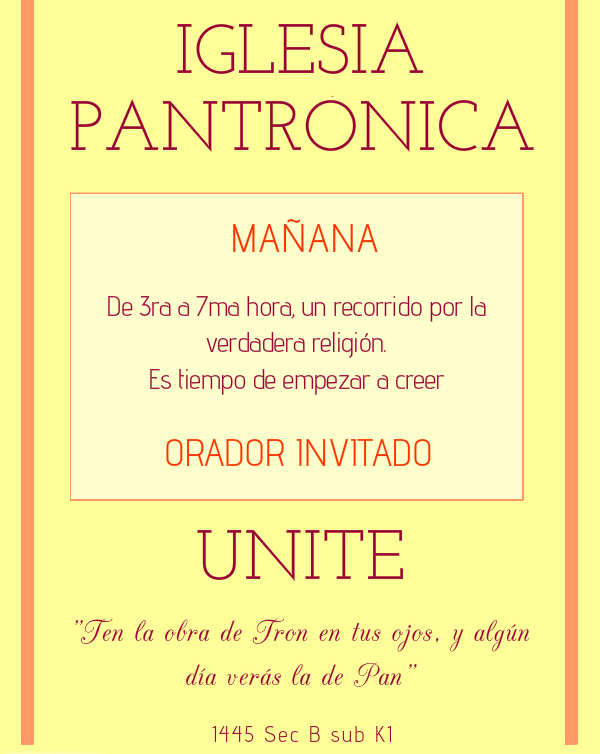 IGLESIA
PANTRÓNICA
MAÑANA
De 3ra a 7ma hora, un recorrido por la
verdadera religión.
Es tiempo de empezar a creer
ORADOR INVITADO
UNITE
"Ten la obra de Tron en tus ojos, y algún
día verás la de Pan"
1445 Sec B sub K1